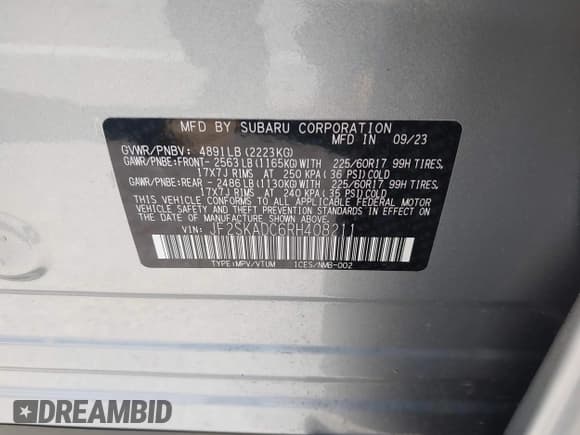 MFD BY SUBARU CORPORATION
MFD IN 09/23
GVWR/PNBV: 4891LB(2223KG)
GAWR/PNBE:FRONT- 2563LB(1165KG)WITH 225/60R17 99H TIRES,
17X7J RIMS AT 250 KPA( 36 PSI)COLD
GAWR/PNBE:REAR - 2486LB(1130KG)WITH 225/60R17 99H TIRES,
17X7J RIMS AT 240 KPA( 35 PSI)COLD
THIS VEHICLE CONFORMS TO ALL APPLICABLE FEDERAL MOTOR
VEHICLE SAFETY AND THEFT PREVENTION STANDARDS IN EFFECT
ON THE DATE OF MANUFACTURE SHOWN ABOVE.
VIN: JF2SKADC6RH408211
TYPE:MPV/VTUM ICES/NMB-002
DREAMBID